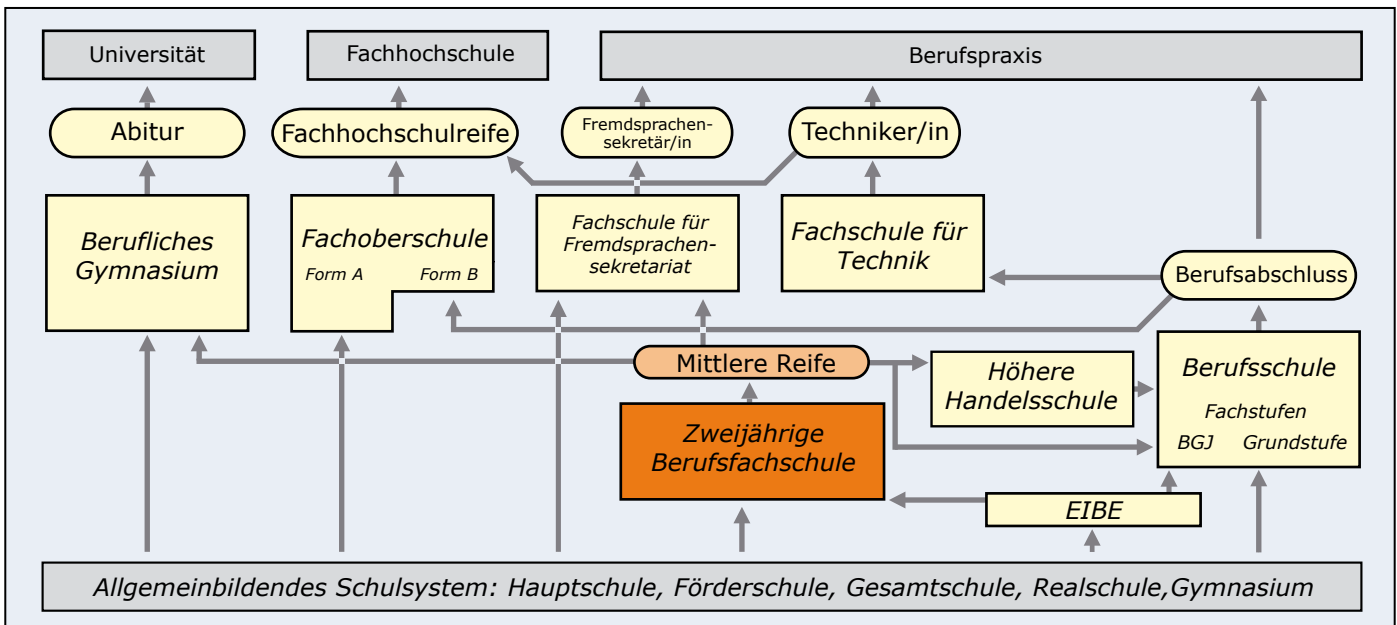 Universität
Fachhochschule
Berufspraxis
Abitur
Fachhochschulreife
Fremdsprachen-
sekretär/in
Techniker/in
Berufliches
Gymnasium
Fachoberschule
Form A
Form B
Fachschule für
Fremdsprachen-
sekretariat
Fachschule für
Technik
Berufsabschluss
Mittlere Reife
Höhere
Handelsschule
Berufsschule
Fachstufen
BGJ
Grundstufe
Zweijährige
Berufsfachschule
EIBE
Allgemeinbildendes Schulsystem: Hauptschule, Förderschule, Gesamtschule, Realschule,Gymnasium